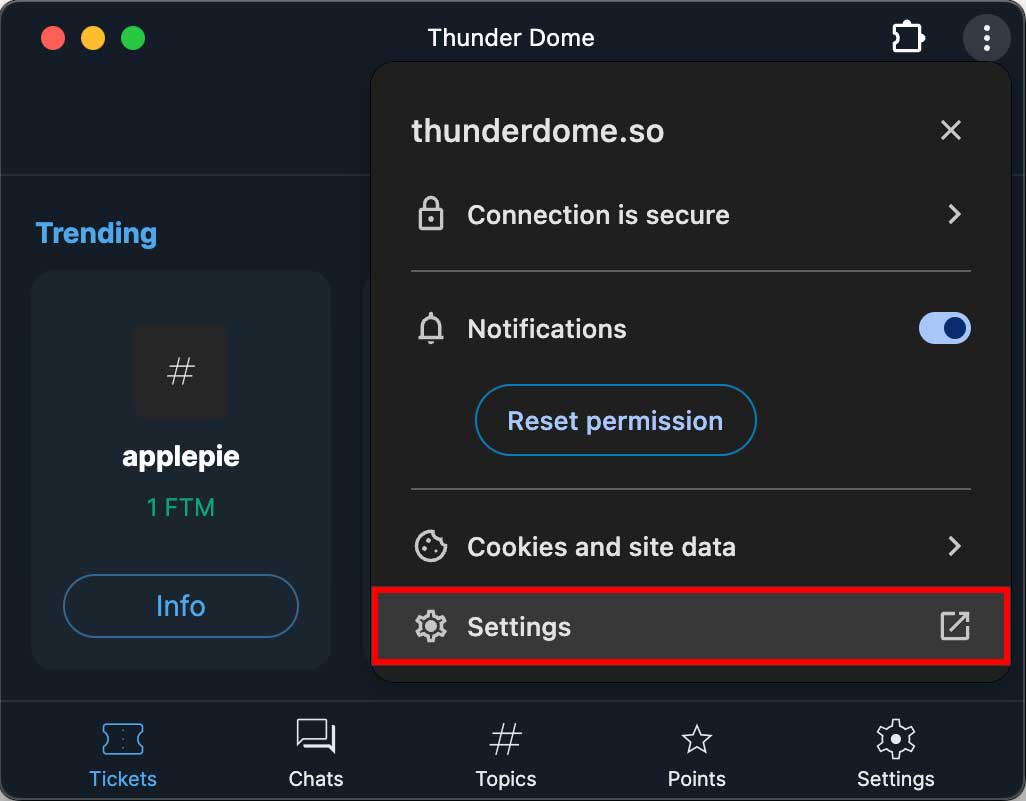 Thunder Dome
thunderdome.so
Connection is secure
Trending
Notifications
#
Reset permission
applepie
1 FTM
Cookies and site data
Info
Settings
Tickets
Chats
Topics
Points
Settings